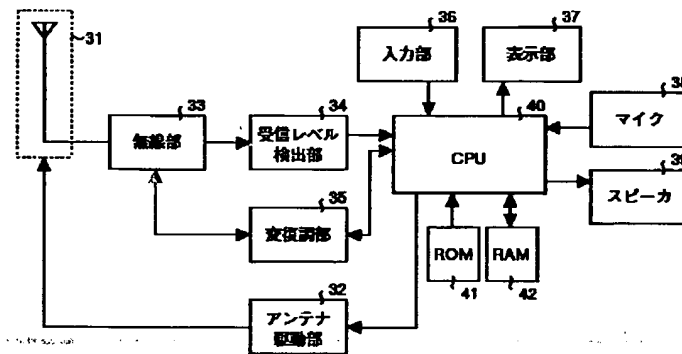 31
36
入力部
37
表示部
33
無線部
34
受信レベル
検出部
40
CPU
38
マイク
39
スピーカ
35
変復調部
ROM
41
RAM
42
32
アンテナ
駆動部